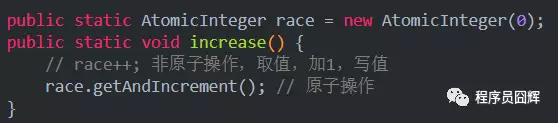 public static AtomicInteger race = new AtomicInteger(0);
public static void increase() {
    // race++; 非原子操作，取值，加1，写值
    race.getAndIncrement(); // 原子操作
}
程序员囧辉